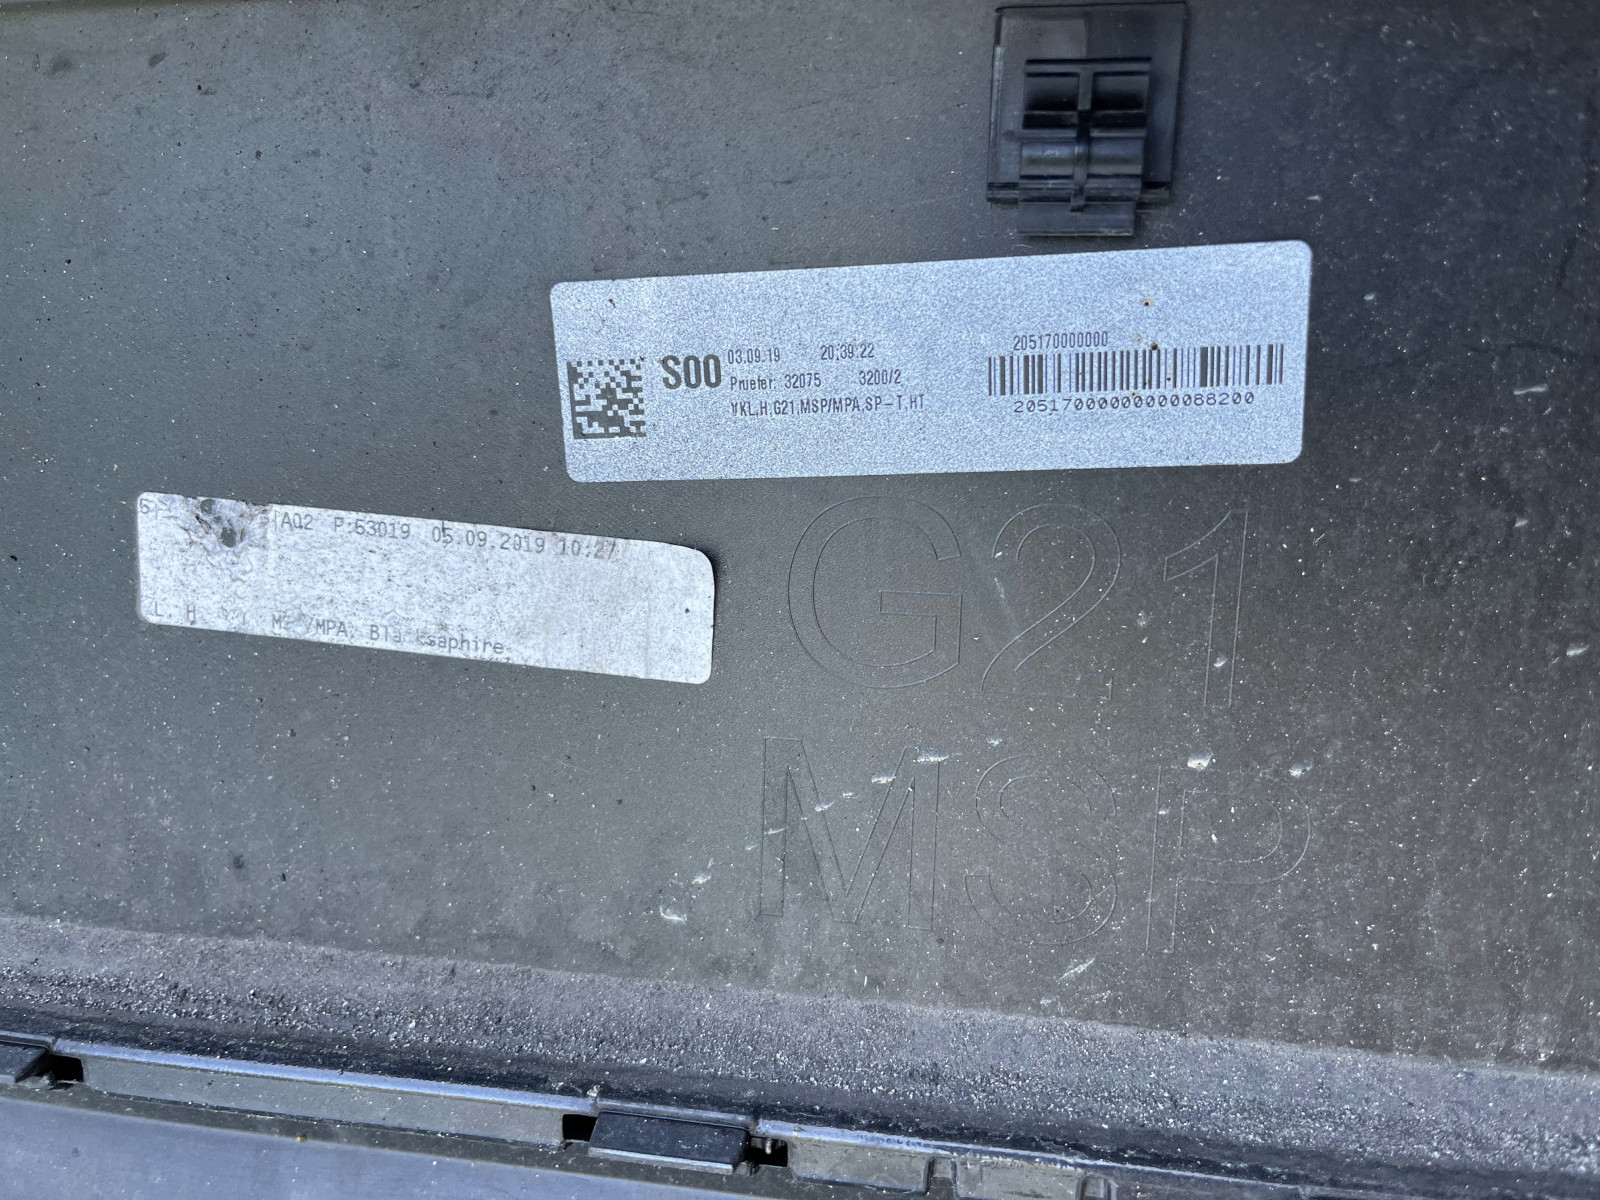 S00
03.09.19 20:39:22
Pruefer: 32075 3200/2
VKL,H,G21,MSP/MPA,SP-T,HT
205170000000
20517000000000088200
A02 P:53019 05.09.2019 10:27
L H /MPA, saphire
G21
MSP